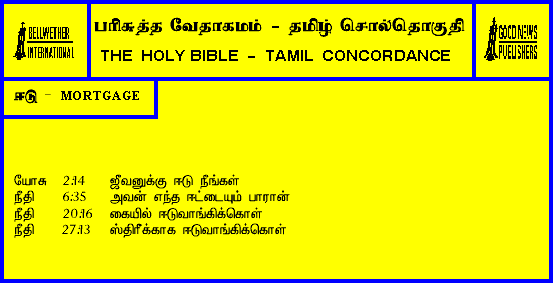 BELLWETHER
INTERNATIONAL
பரிசுத்த வேதாகமம் - தமிழ் சொல்தொகுதி
THE HOLY BIBLE - TAMIL CONCORDANCE
GOOD NEWS
PUBLISHERS
ஈடு - MORTGAGE
யோசு 2:14 ஜீவனுக்கு ஈடு நீங்கள்
நீதி 6:35 அவன் எந்த ஈட்டையும் பாரான்
நீதி 20:16 கையில் ஈடுவாங்கிக்கொள்
நீதி 27:13 ஸ்திரீக்காக ஈடுவாங்கிக்கொள்